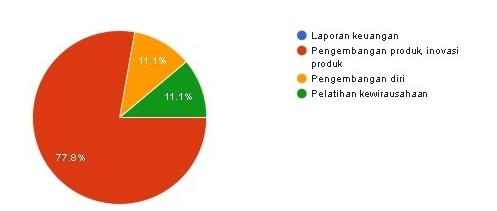 Laporan keuangan
Pengembangan produk, inovasi
produk
Pengembangan diri
Pelatihan kewirausahaan
11.1%
11.1%
77.8%